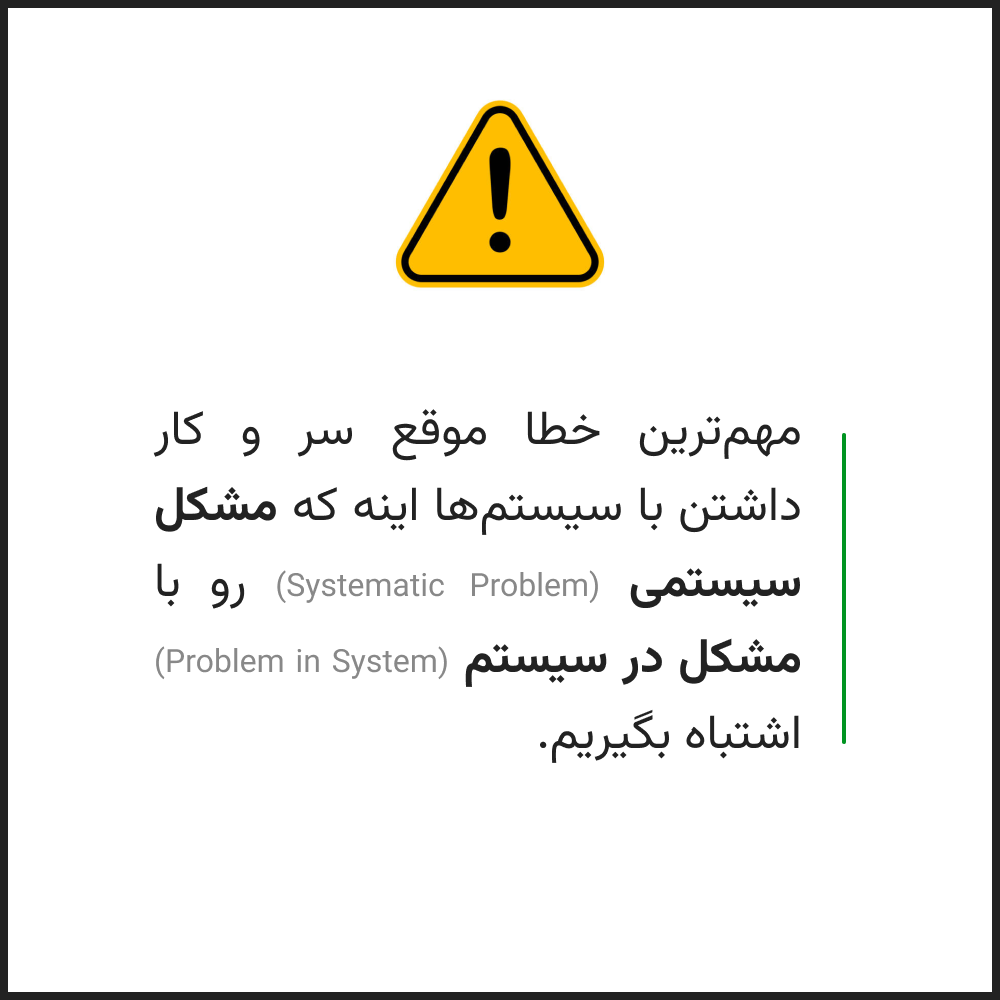 مهم‌ترین خطا موقع سر و کار
داشتن با سیستم‌ها اینه که مشکل
سیستمی (Systematic Problem) رو با
مشکل در سیستم (Problem in System)
اشتباه بگیریم.